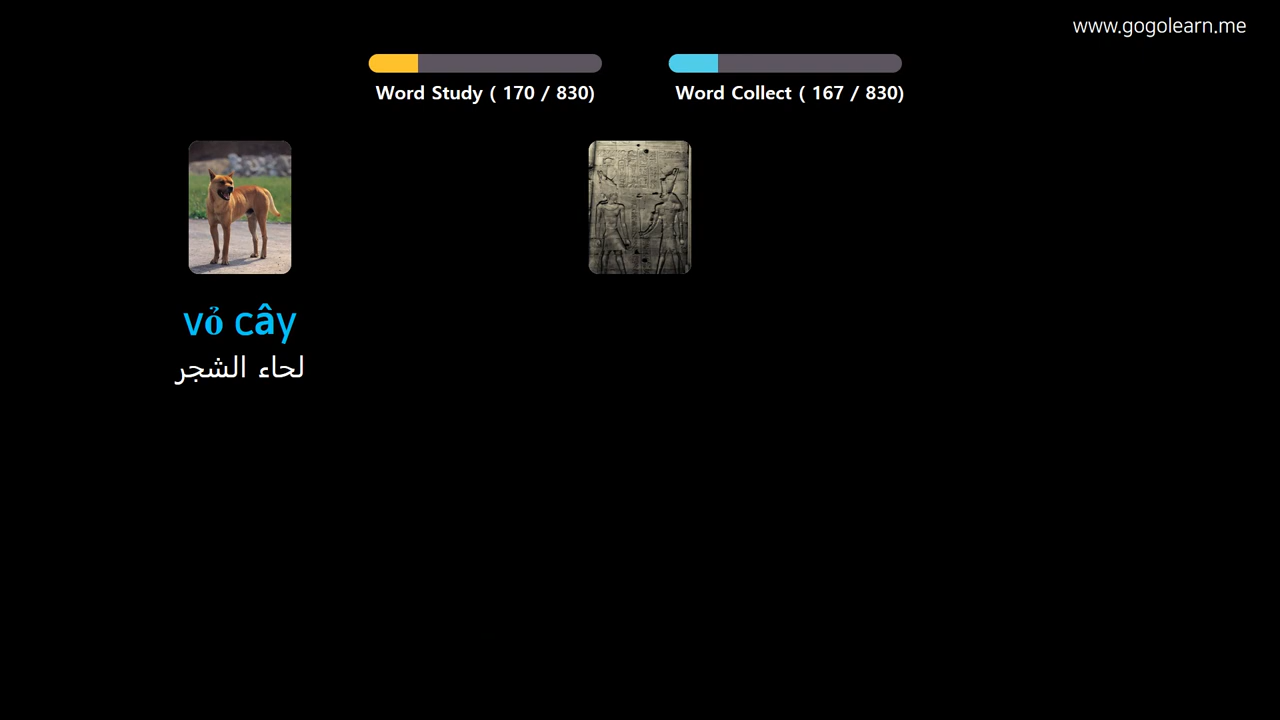 www.gogolearn.me
Word Study ( 170 / 830)
Word Collect ( 167 / 830)
vỏ cây
لحاء الشجر